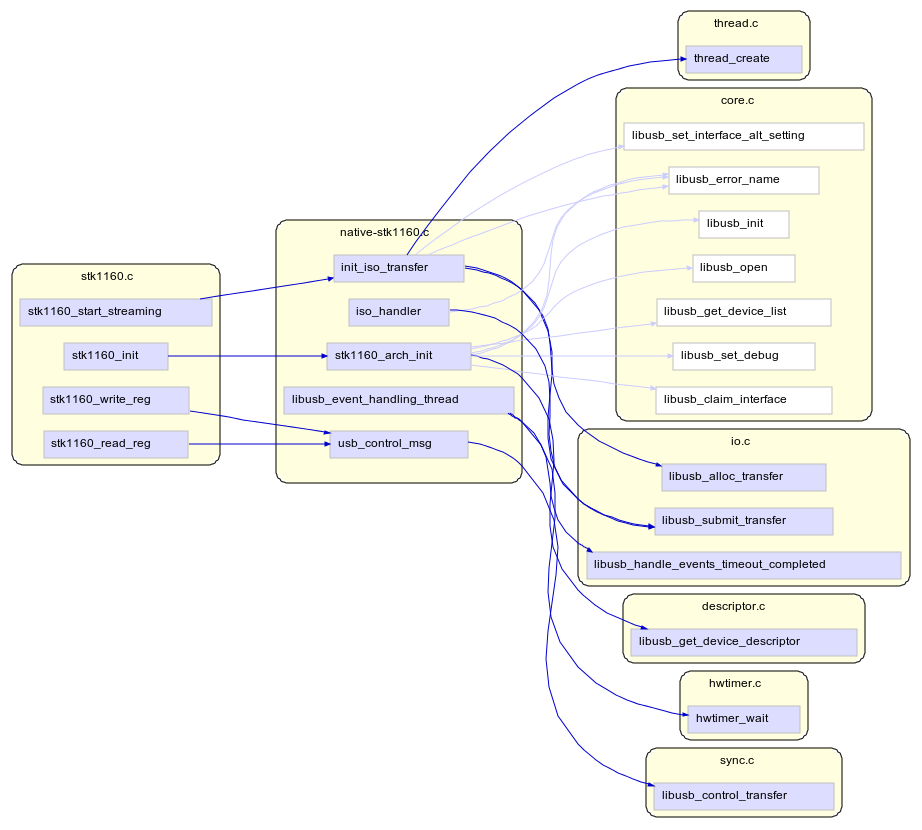 stk1160.c
stk1160_start_streaming
stk1160_init
stk1160_write_reg
stk1160_read_reg
native-stk1160.c
init_iso_transfer
iso_handler
stk1160_arch_init
libusb_event_handling_thread
usb_control_msg
thread.c
thread_create
core.c
libusb_set_interface_alt_setting
libusb_error_name
libusb_init
libusb_open
libusb_get_device_list
libusb_set_debug
libusb_claim_interface
io.c
libusb_alloc_transfer
libusb_submit_transfer
libusb_handle_events_timeout_completed
descriptor.c
libusb_get_device_descriptor
hwtimer.c
hwtimer_wait
sync.c
libusb_control_transfer